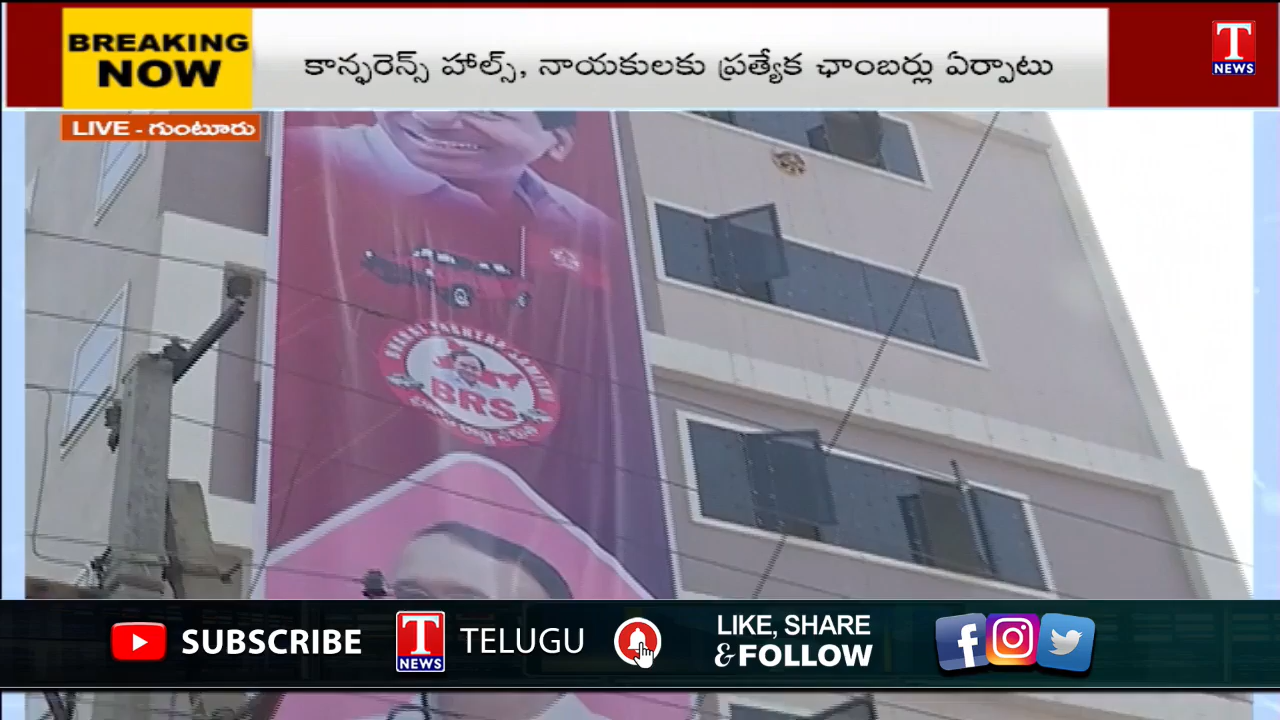 BREAKING
NOW
కాన్ఫరెన్స్ హాల్స్, నాయకులకు ప్రత్యేక ఛాంబర్లు ఏర్పాటు
T
NEWS
LIVE - గుంటూరు
BRS
SUBSCRIBE
T
NEWS
TELUGU
LIKE, SHARE
& FOLLOW